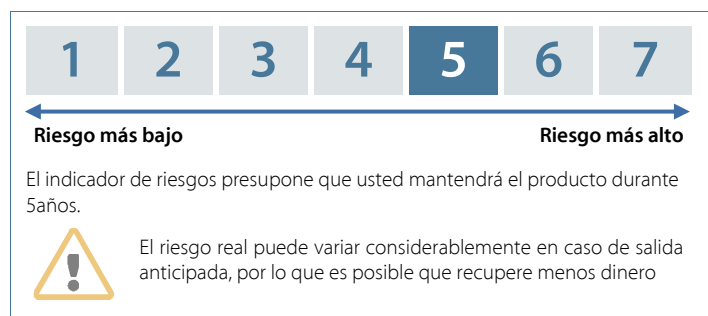 1 2 3 4 5 6 7
Riesgo más bajo Riesgo más alto
El indicador de riesgos presupone que usted mantendrá el producto durante
5años.
El riesgo real puede variar considerablemente en caso de salida
anticipada, por lo que es posible que recupere menos dinero